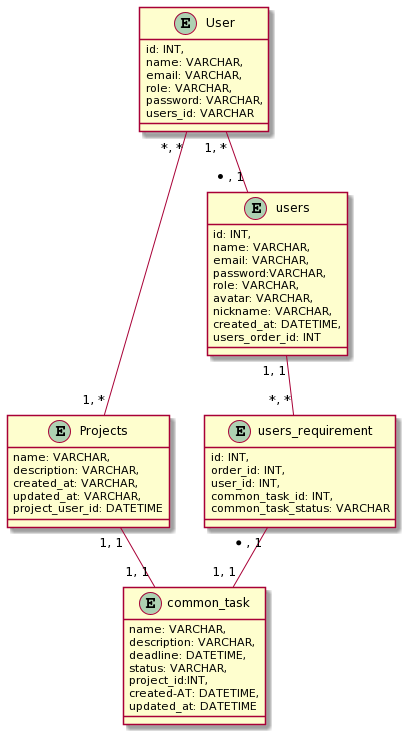 E User
id: INT,
name: VARCHAR,
email: VARCHAR,
role: VARCHAR,
password: VARCHAR,
users_id: VARCHAR
*, *
1, *
• , 1
E users
id: INT,
name: VARCHAR,
email: VARCHAR,
password:VARCHAR,
role: VARCHAR,
avatar: VARCHAR,
nickname: VARCHAR,
created_at: DATETIME,
users_order_id: INT
1, 1
1, *
*, *
E Projects
name: VARCHAR,
description: VARCHAR,
created_at: VARCHAR,
updated_at: VARCHAR,
project_user_id: DATETIME
E users_requirement
id: INT,
order_id: INT,
user_id: INT,
common_task_id: INT,
common_task_status: VARCHAR
1, 1
• , 1
1, 1
1, 1
E common_task
name: VARCHAR,
description: VARCHAR,
deadline: DATETIME,
status: VARCHAR,
project_id:INT,
created-AT: DATETIME,
updated_at: DATETIME